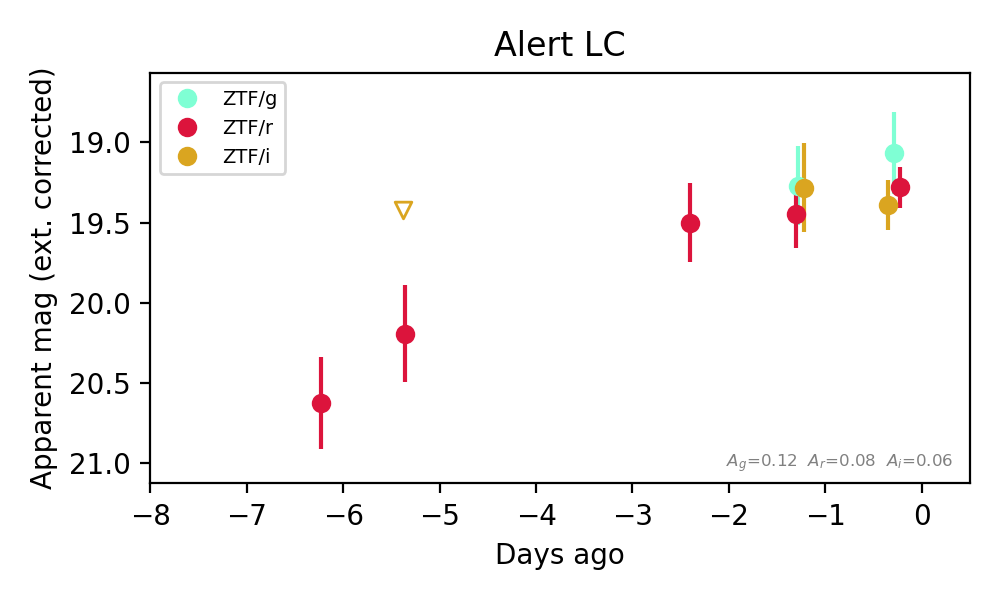 Alert LC
ZTF/g
ZTF/r
ZTF/i
Apparent mag (ext. corrected)
19.0
19.5
20.0
20.5
21.0
A_g=0.12 A_r=0.08 A_i=0.06
−8 −7 −6 −5 −4 −3 −2 −1 0
Days ago